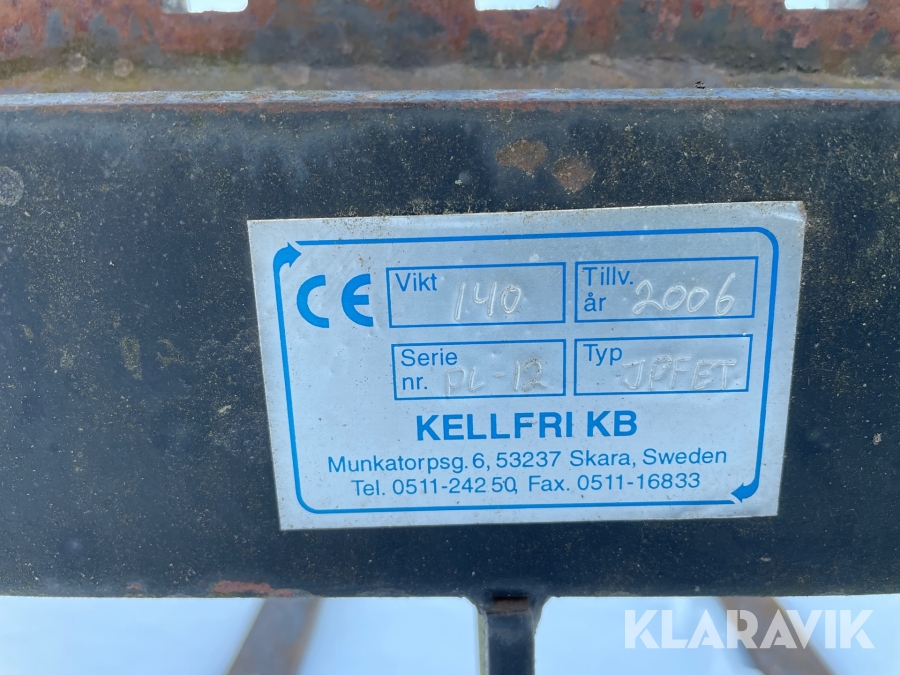 CE
Vikt 140
Tillv. år 2006
Serie nr. PL-12
Typ JPFET.
KELLFRI KB
Munkatorpsg. 6, 53237 Skara, Sweden
Tel. 0511-242 50, Fax. 0511-16833
KLARAVIK